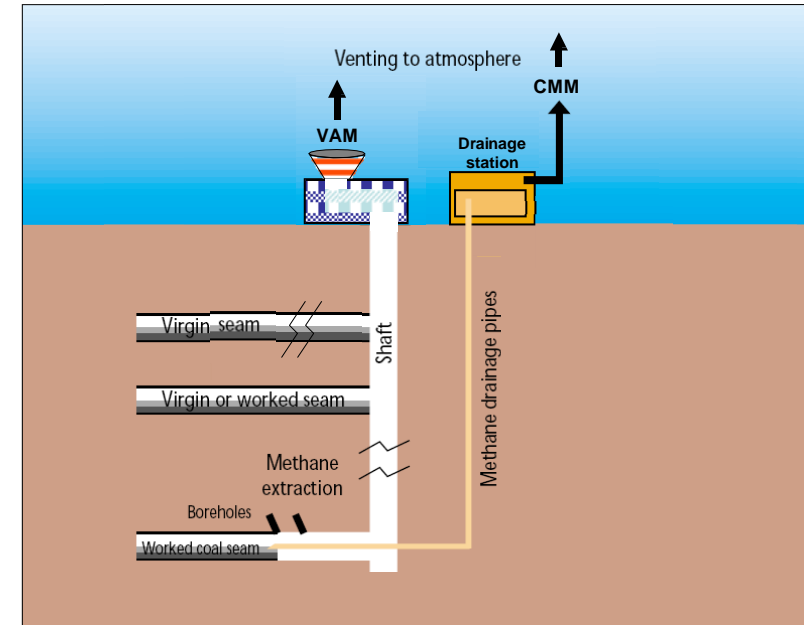 Venting to atmosphere
CMM
VAM
Drainage
station
Virgin seam
Shaft
Methane drainage pipes
Virgin or worked seam
Methane
extraction
Boreholes
Worked coal seam